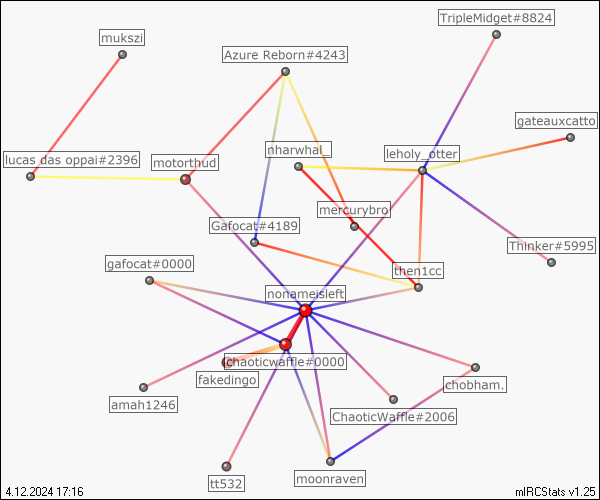 TripleMidget#8824
mukszi
Azure Reborn#4243
gateauxcatto
nharwhal_
leholy_otter
lucas das oppai#2396
motorthud
mercurybro
Gafocat#4189
Thinker#5995
gafocat#0000
then1cc
nonameisleft
Chaoticwaffle#0000
fakedingo
chobham.
amah1246
ChaoticWaffle#2006
tt532
moonraven
4.12.2024 17:16
mIRCStats v1.25